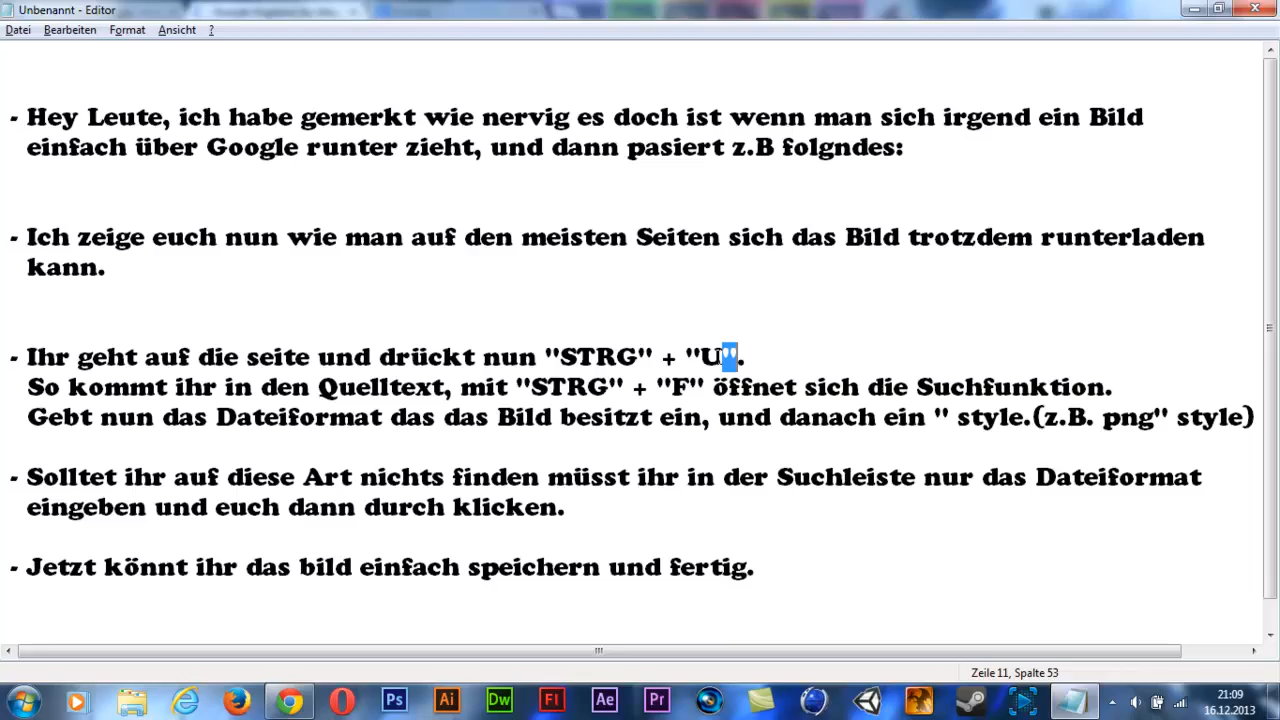 Unbenannt - Editor
Datei Bearbeiten Format Ansicht ?
- Hey Leute, ich habe gemerkt wie nervig es doch ist wenn man sich irgend ein Bild
einfach über Google runter zieht, und dann pasiert z.B folgndes:
- Ich zeige euch nun wie man auf den meisten Seiten sich das Bild trotzdem runterladen
kann.
- Ihr geht auf die seite und drückt nun "STRG" + "U".
So kommt ihr in den Quelltext, mit "STRG" + "F" öffnet sich die Suchfunktion.
Gebt nun das Dateiformat das das Bild besitzt ein, und danach ein " style.(z.B. png" style)
- Solltet ihr auf diese Art nichts finden müsst ihr in der Suchleiste nur das Dateiformat
eingeben und euch dann durch klicken.
- Jetzt könnt ihr das bild einfach speichern und fertig.
Zeile 11, Spalte 53
Ps Ai Dw Fl Ae Pr
21:09
16.12.2013